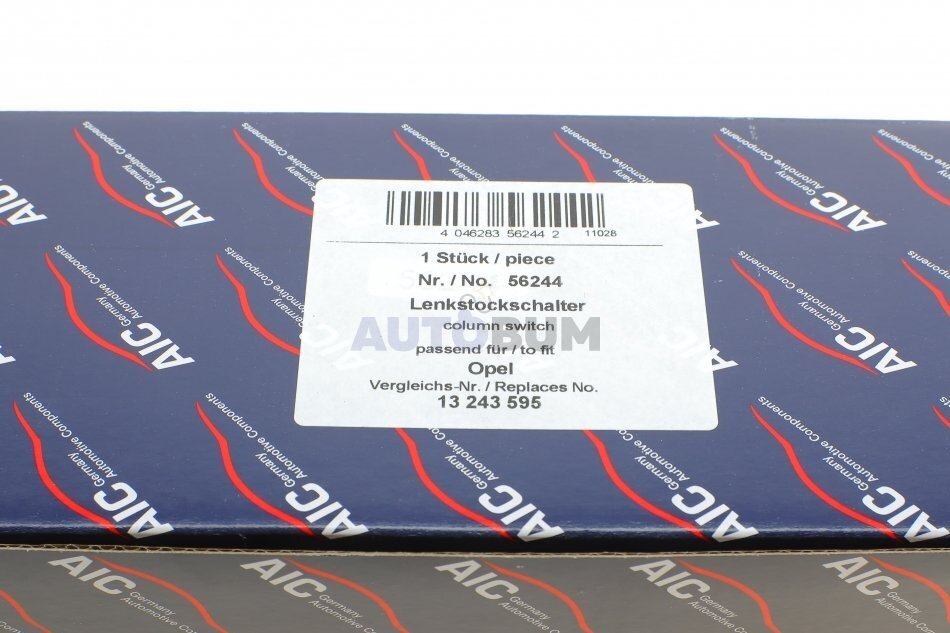 4 046283 56244 2 11028
1 Stück / piece
Nr. / No. 56244
Lenkstockschalter
AUTOBUM
column switch
passend für / to fit
Opel
Vergleichs-Nr. / Replaces No.
13 243 595
AIC Germany
Automotive Components